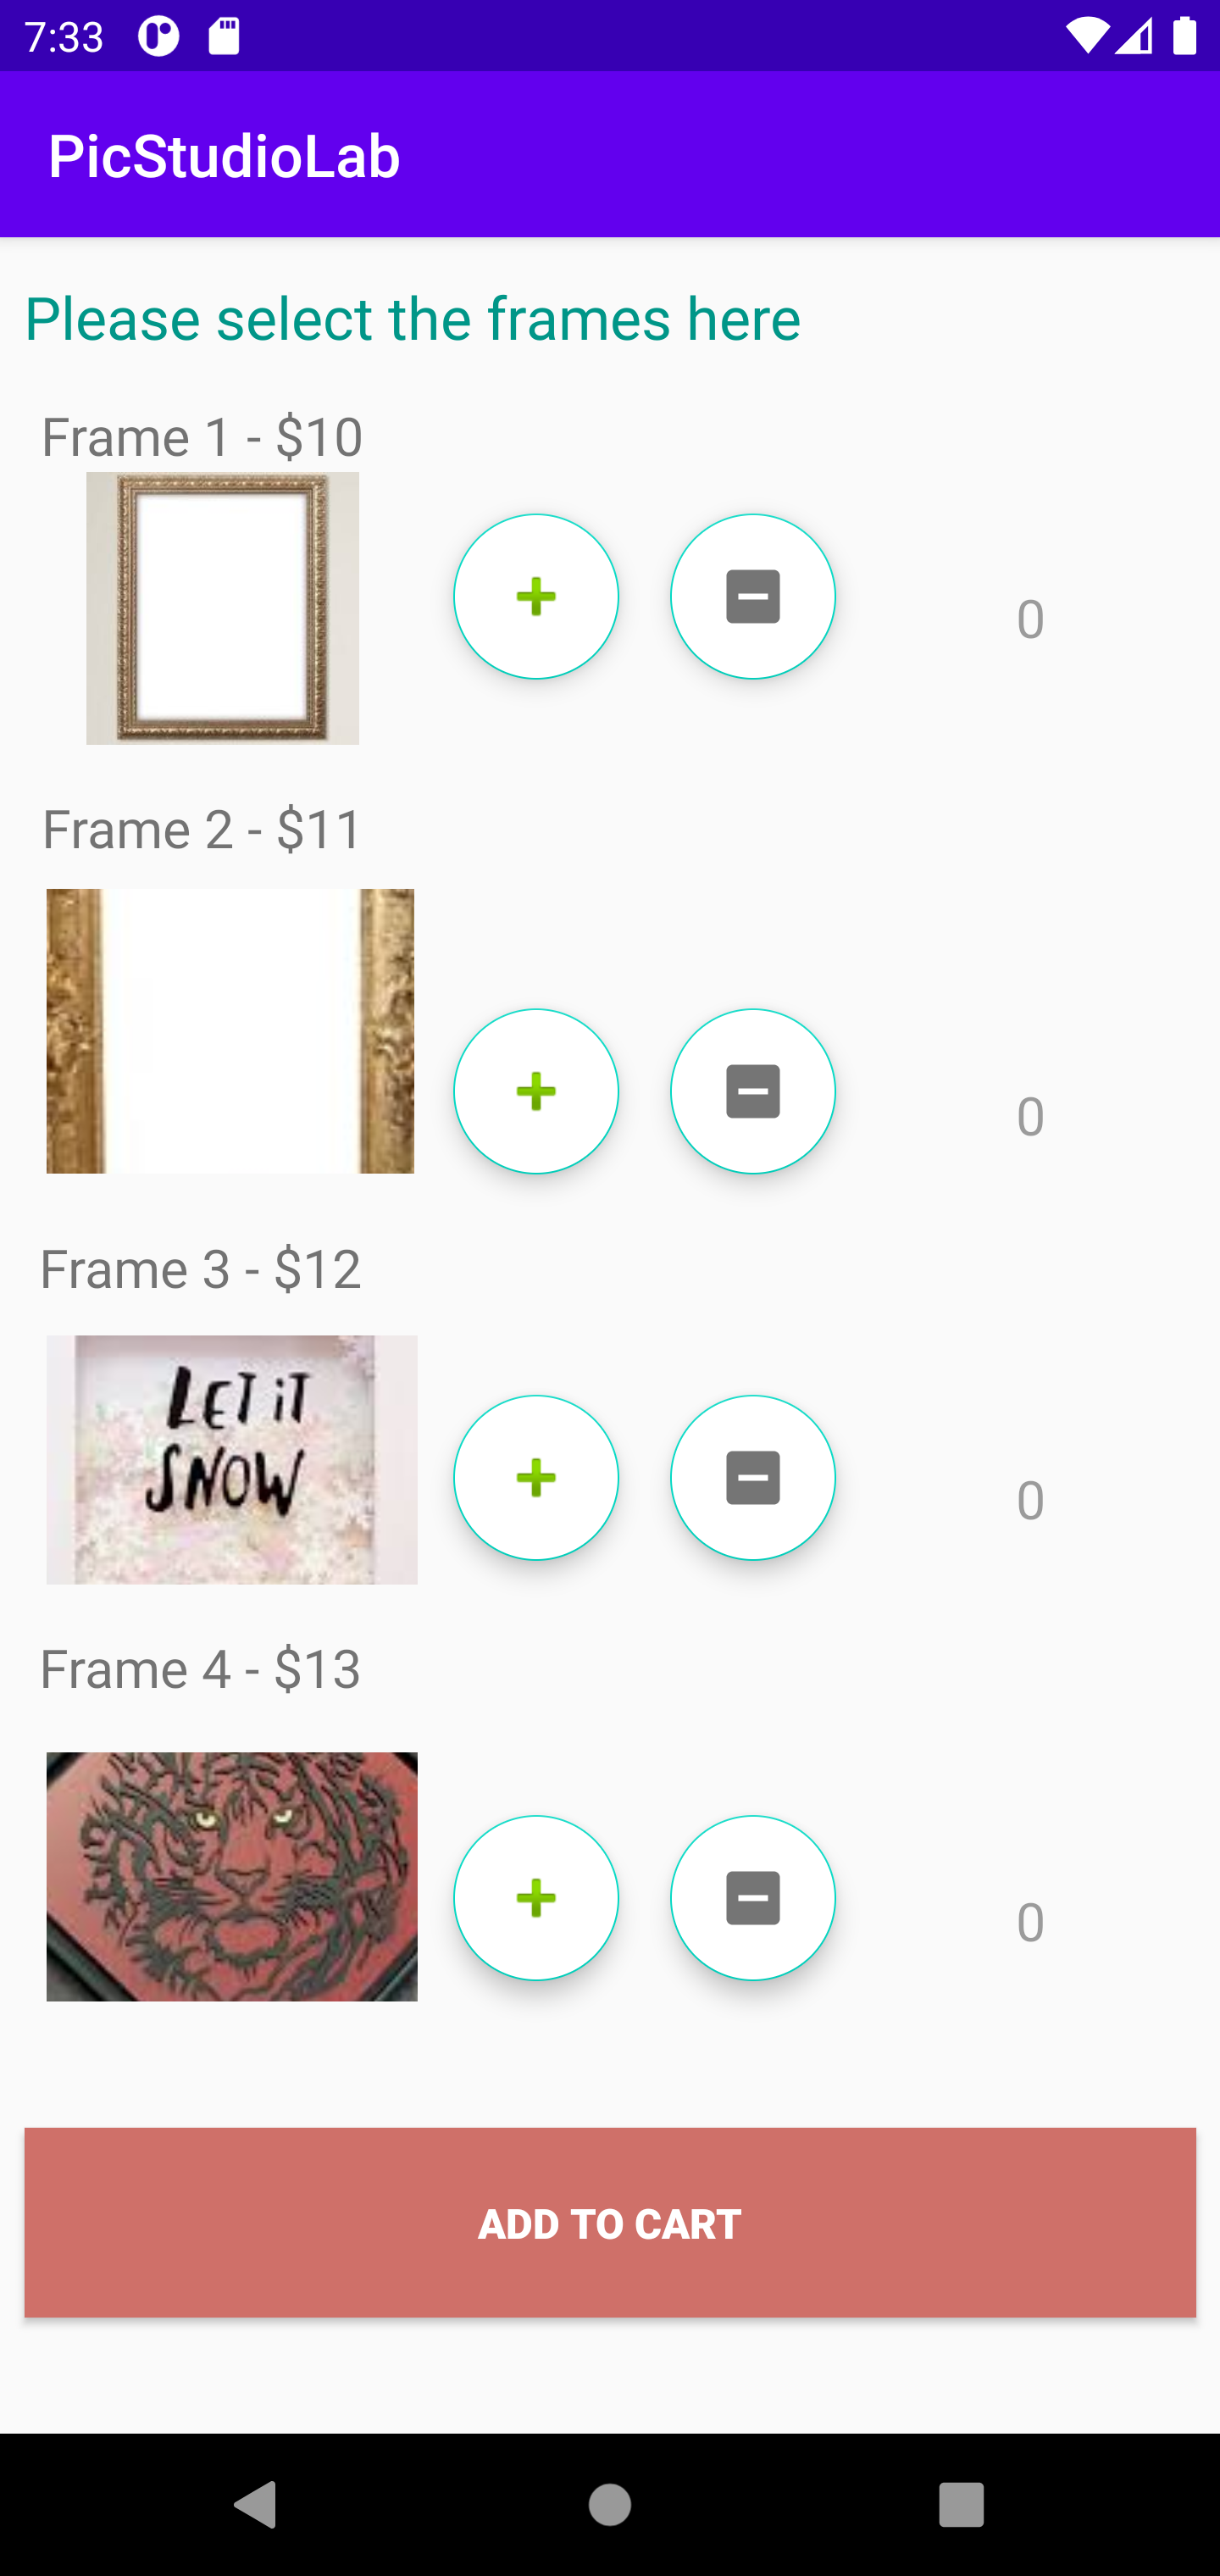 7:33
PicStudioLab
Please select the frames here
Frame 1 - $10
0
Frame 2 - $11
0
Frame 3 - $12
LET iT
SNOW
0
Frame 4 - $13
0
ADD TO CART